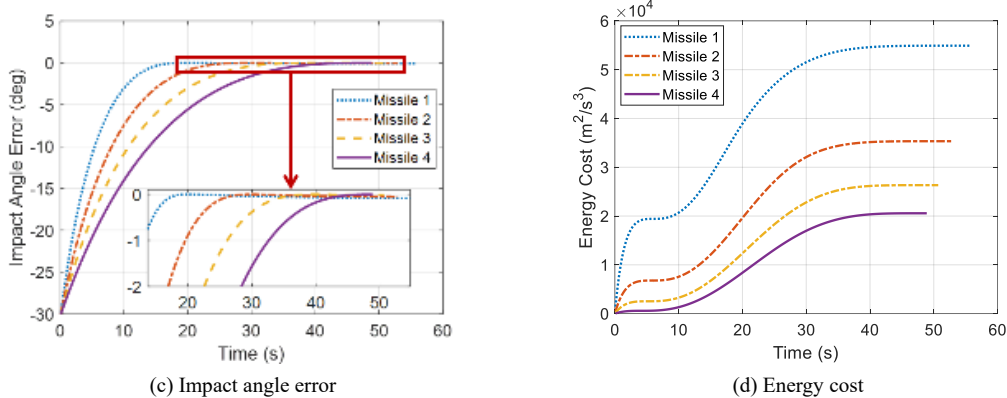 5
0
-5
-10
-15
-20
-25
-30
Impact Angle Error (deg)
Missile 1
Missile 2
Missile 3
Missile 4
0
-1
-2
20
30
40
50
0
10
20
30
40
50
60
Time (s)
(c) Impact angle error
×10⁴
6
5
4
3
2
1
0
Energy Cost (m²/s³)
Missile 1
Missile 2
Missile 3
Missile 4
0
10
20
30
40
50
60
Time (s)
(d) Energy cost